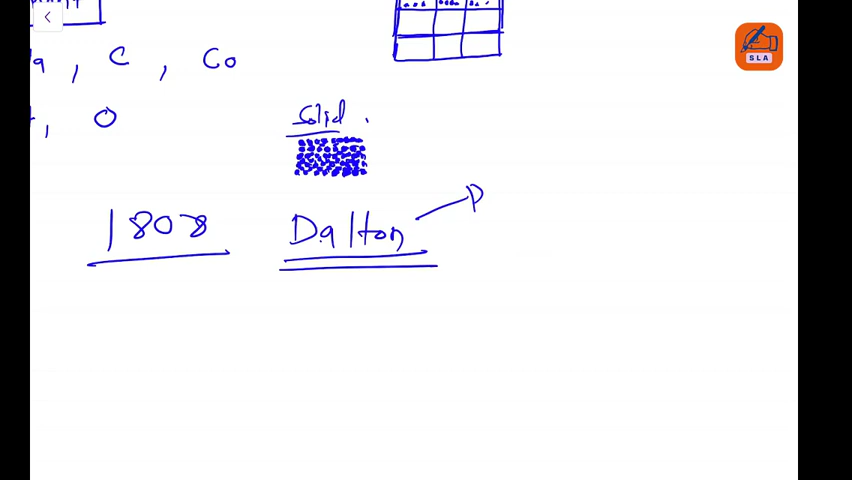 , C , Co
, O
Solid .
1808 Dalton → P
SLA